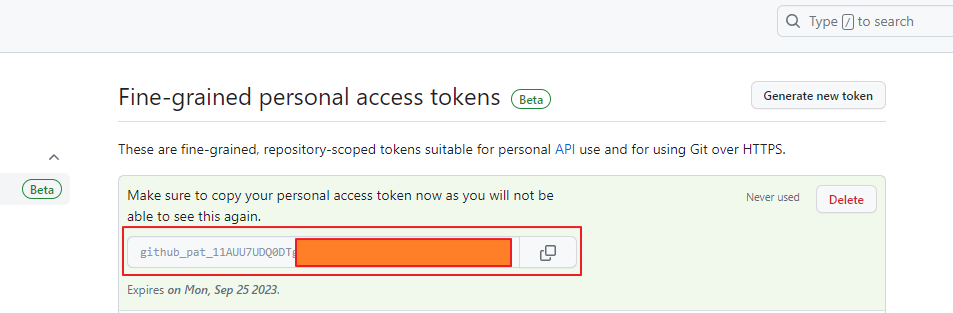 Type / to search
Fine-grained personal access tokens Beta
Generate new token
These are fine-grained, repository-scoped tokens suitable for personal API use and for using Git over HTTPS.
Beta
Make sure to copy your personal access token now as you will not be
able to see this again.
Never used
Delete
github_pat_11AUU7UDQ0DTg
Expires on Mon, Sep 25 2023.